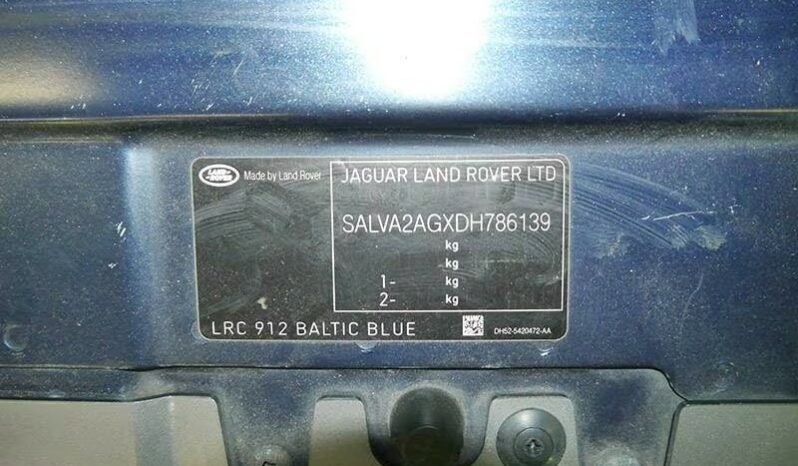 LAND ROVER
Made by Land Rover
JAGUAR LAND ROVER LTD
SALVA2AGXDH786139
kg
kg
1- kg
2- kg
LRC 912 BALTIC BLUE
DH52-5420472-AA